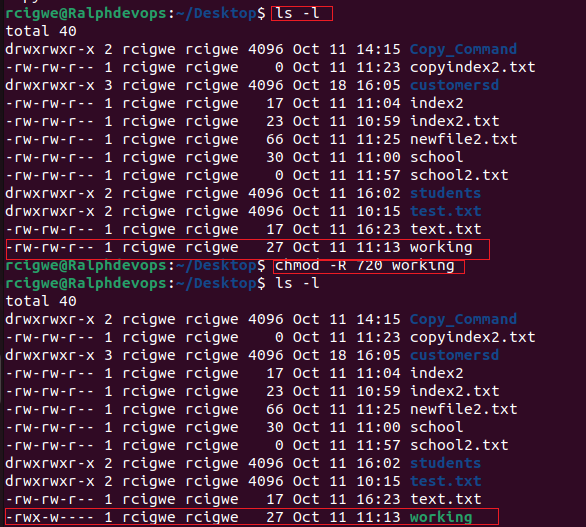 rcigwe@Ralphdevops:~/Desktop$ ls -l
total 40
drwxrwxr-x 2 rcigwe rcigwe 4096 Oct 11 14:15 Copy_Command
-rw-rw-r-- 1 rcigwe rcigwe    0 Oct 11 11:23 copyindex2.txt
drwxrwxr-x 3 rcigwe rcigwe 4096 Oct 18 16:05 customersd
-rw-rw-r-- 1 rcigwe rcigwe   17 Oct 11 11:04 index2
-rw-rw-r-- 1 rcigwe rcigwe   23 Oct 11 10:59 index2.txt
-rw-rw-r-- 1 rcigwe rcigwe   66 Oct 11 11:25 newfile2.txt
-rw-rw-r-- 1 rcigwe rcigwe   30 Oct 11 11:00 school
-rw-rw-r-- 1 rcigwe rcigwe    0 Oct 11 11:57 school2.txt
drwxrwxr-x 2 rcigwe rcigwe 4096 Oct 11 16:02 students
drwxrwxr-x 2 rcigwe rcigwe 4096 Oct 11 10:15 test.txt
-rw-rw-r-- 1 rcigwe rcigwe   17 Oct 11 16:23 text.txt
-rw-rw-r-- 1 rcigwe rcigwe   27 Oct 11 11:13 working
rcigwe@Ralphdevops:~/Desktop$ chmod -R 720 working
rcigwe@Ralphdevops:~/Desktop$ ls -l
total 40
drwxrwxr-x 2 rcigwe rcigwe 4096 Oct 11 14:15 Copy_Command
-rw-rw-r-- 1 rcigwe rcigwe    0 Oct 11 11:23 copyindex2.txt
drwxrwxr-x 3 rcigwe rcigwe 4096 Oct 18 16:05 customersd
-rw-rw-r-- 1 rcigwe rcigwe   17 Oct 11 11:04 index2
-rw-rw-r-- 1 rcigwe rcigwe   23 Oct 11 10:59 index2.txt
-rw-rw-r-- 1 rcigwe rcigwe   66 Oct 11 11:25 newfile2.txt
-rw-rw-r-- 1 rcigwe rcigwe   30 Oct 11 11:00 school
-rw-rw-r-- 1 rcigwe rcigwe    0 Oct 11 11:57 school2.txt
drwxrwxr-x 2 rcigwe rcigwe 4096 Oct 11 16:02 students
drwxrwxr-x 2 rcigwe rcigwe 4096 Oct 11 10:15 test.txt
-rw-rw-r-- 1 rcigwe rcigwe   17 Oct 11 16:23 text.txt
-rwx-w---- 1 rcigwe rcigwe   27 Oct 11 11:13 working